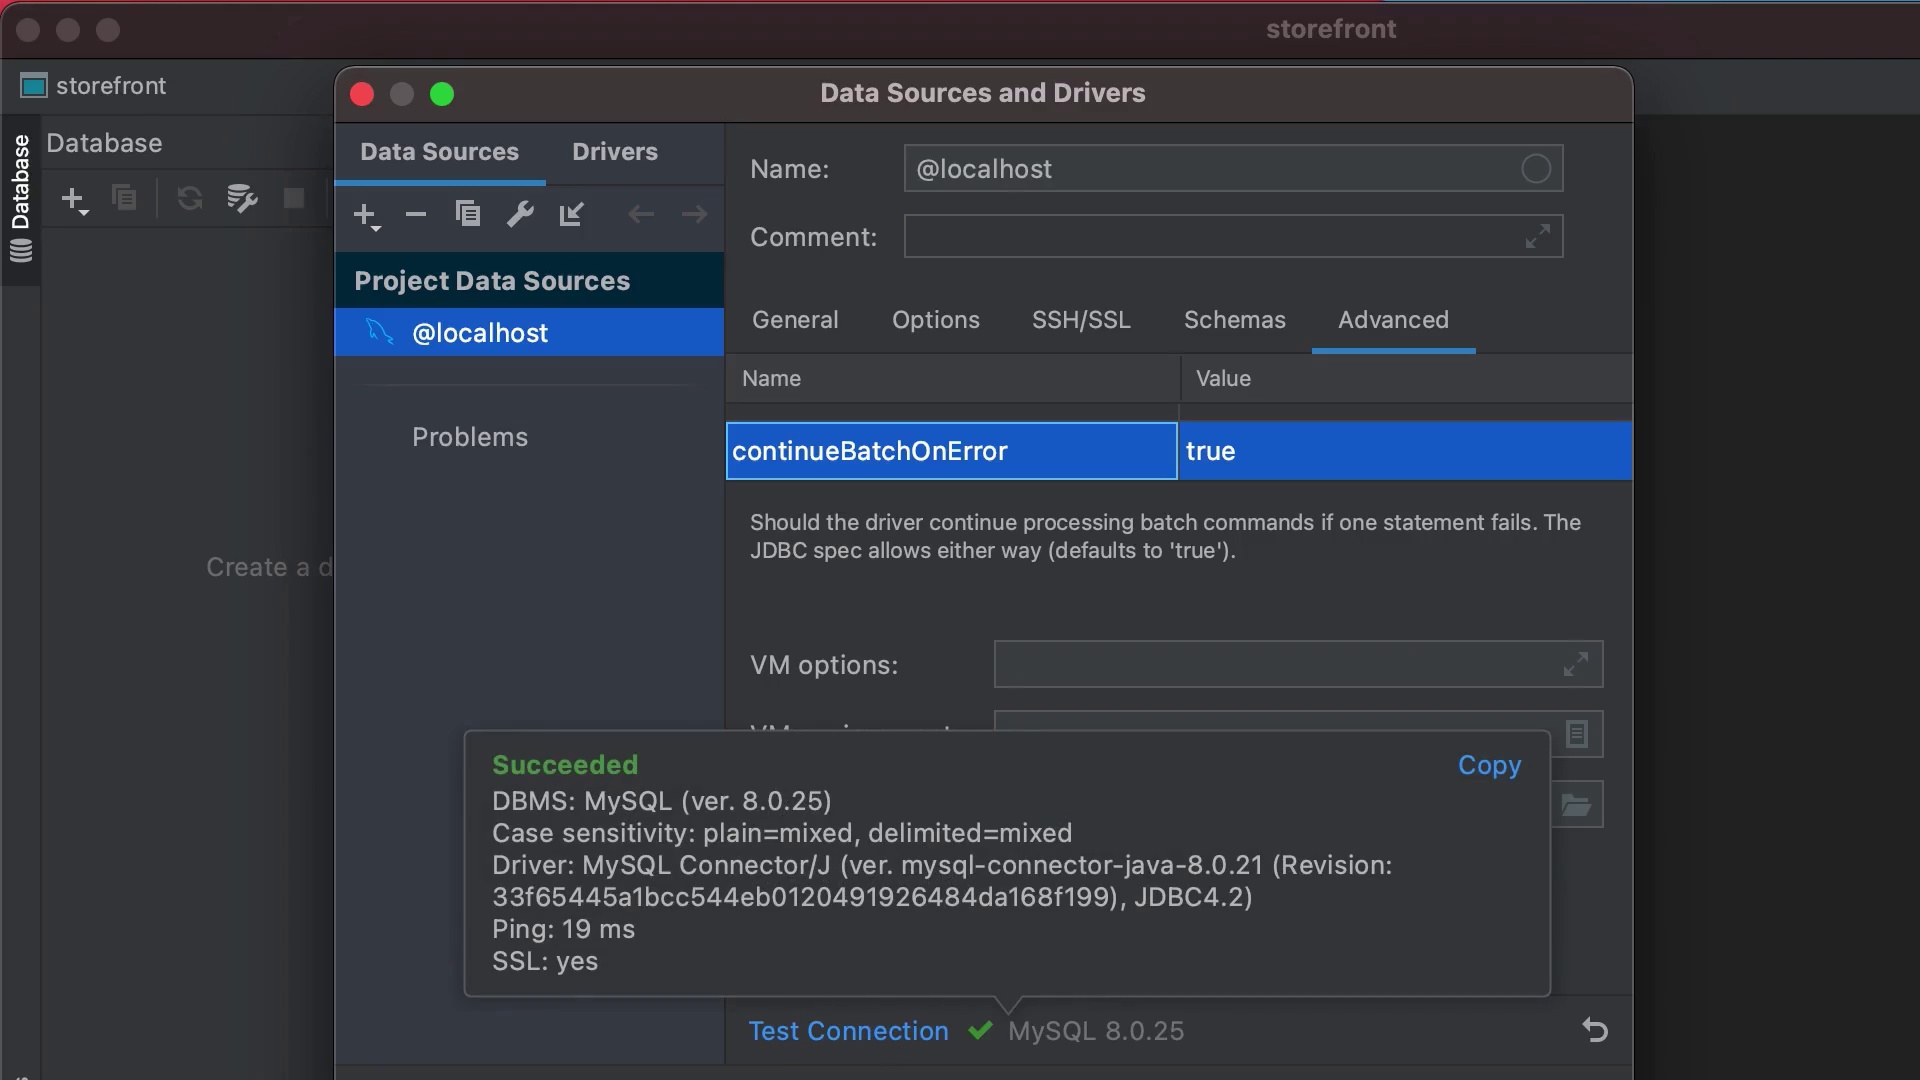 storefront
storefront
Data Sources and Drivers
Database
Database
Data Sources
Drivers
Name:
@localhost
Comment:
Project Data Sources
@localhost
Problems
General
Options
SSH/SSL
Schemas
Advanced
Name
Value
continueBatchOnError
true
Should the driver continue processing batch commands if one statement fails. The
JDBC spec allows either way (defaults to 'true').
Create a d
VM options:
Succeeded
Copy
DBMS: MySQL (ver. 8.0.25)
Case sensitivity: plain=mixed, delimited=mixed
Driver: MySQL Connector/J (ver. mysql-connector-java-8.0.21 (Revision:
33f65445a1bcc544eb0120491926484da168f199), JDBC4.2)
Ping: 19 ms
SSL: yes
Test Connection
MySQL 8.0.25